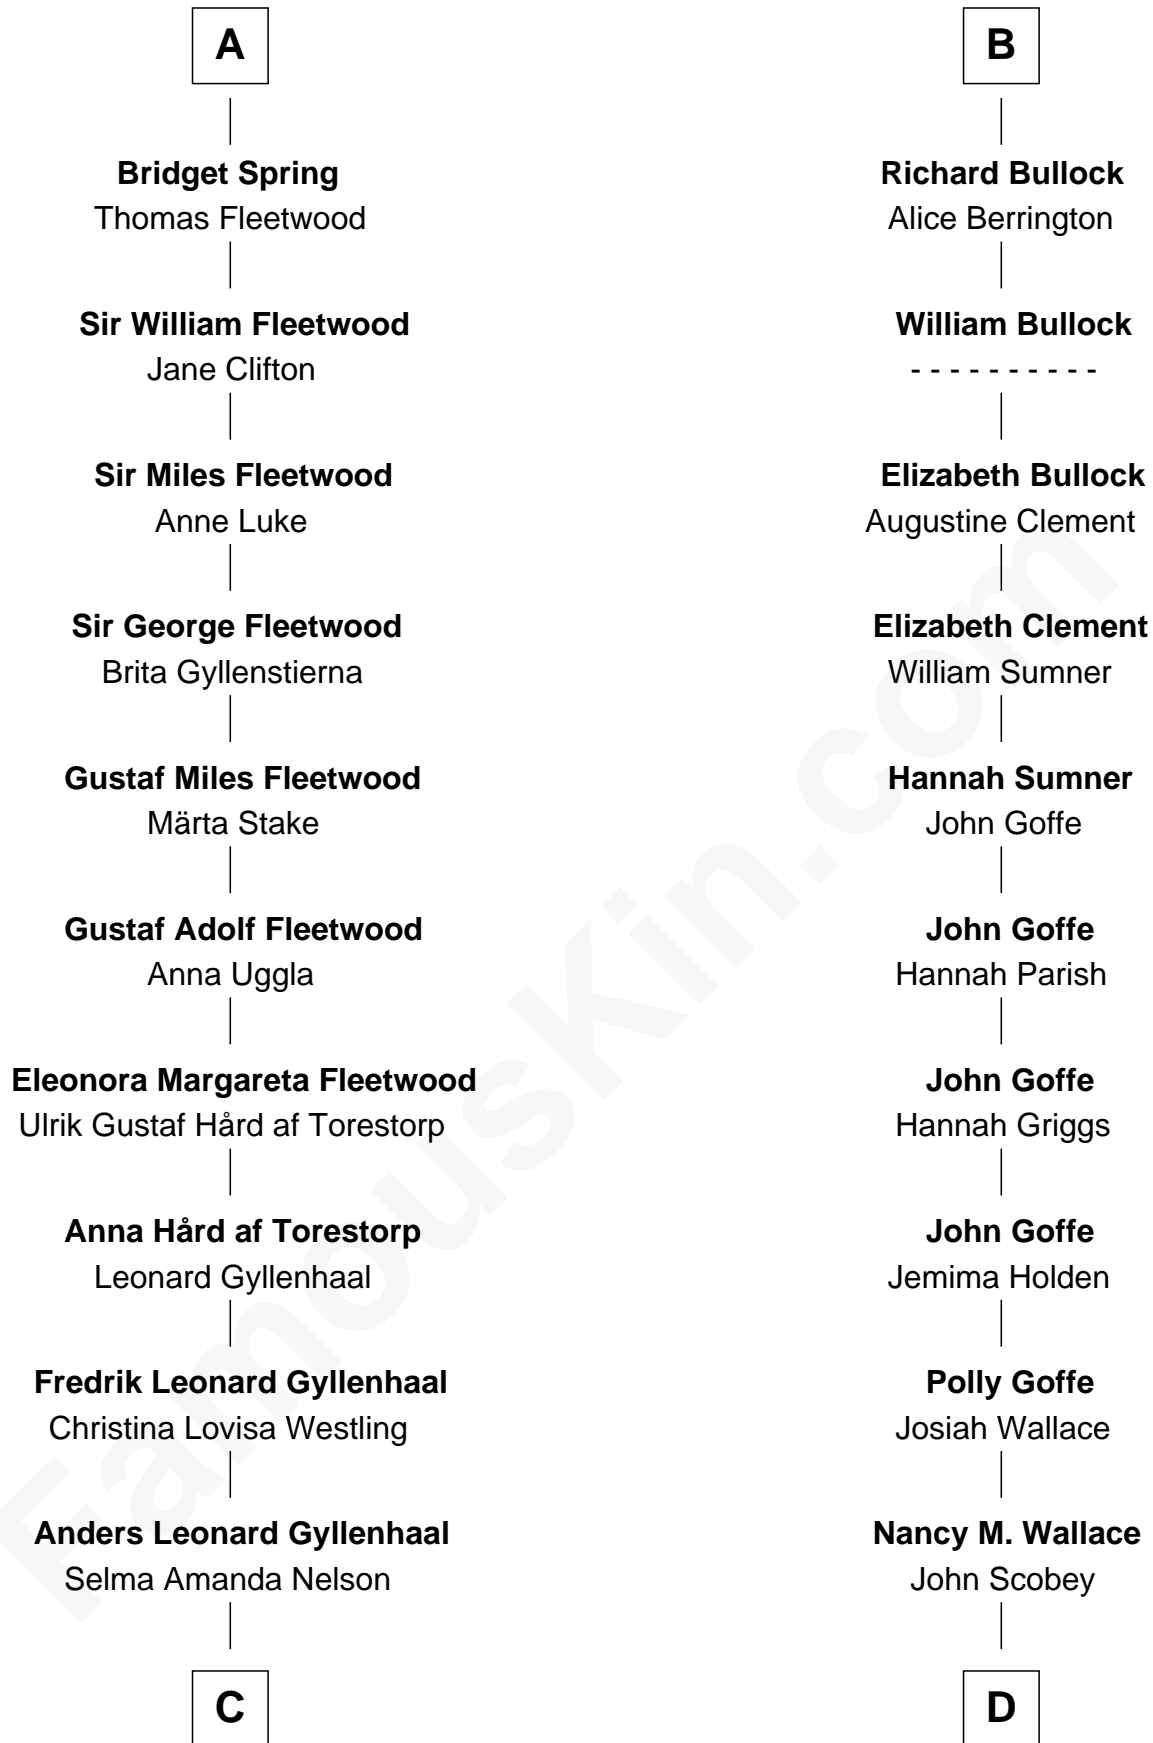 A
Bridget Spring
Thomas Fleetwood
Sir William Fleetwood
Jane Clifton
Sir Miles Fleetwood
Anne Luke
Sir George Fleetwood
Brita Gyllenstierna
Gustaf Miles Fleetwood
Märta Stake
Gustaf Adolf Fleetwood
Anna Uggla
Eleonora Margareta Fleetwood
Ulrik Gustaf Hård af Torestorp
Anna Hård af Torestorp
Leonard Gyllenhaal
Fredrik Leonard Gyllenhaal
Christina Lovisa Westling
Anders Leonard Gyllenhaal
Selma Amanda Nelson
C
B
Richard Bullock
Alice Berrington
William Bullock
- - - - - - - - - -
Elizabeth Bullock
Augustine Clement
Elizabeth Clement
William Sumner
Hannah Sumner
John Goffe
John Goffe
Hannah Parish
John Goffe
Hannah Griggs
John Goffe
Jemima Holden
Polly Goffe
Josiah Wallace
Nancy M. Wallace
John Scobey
D
FamousKin.com